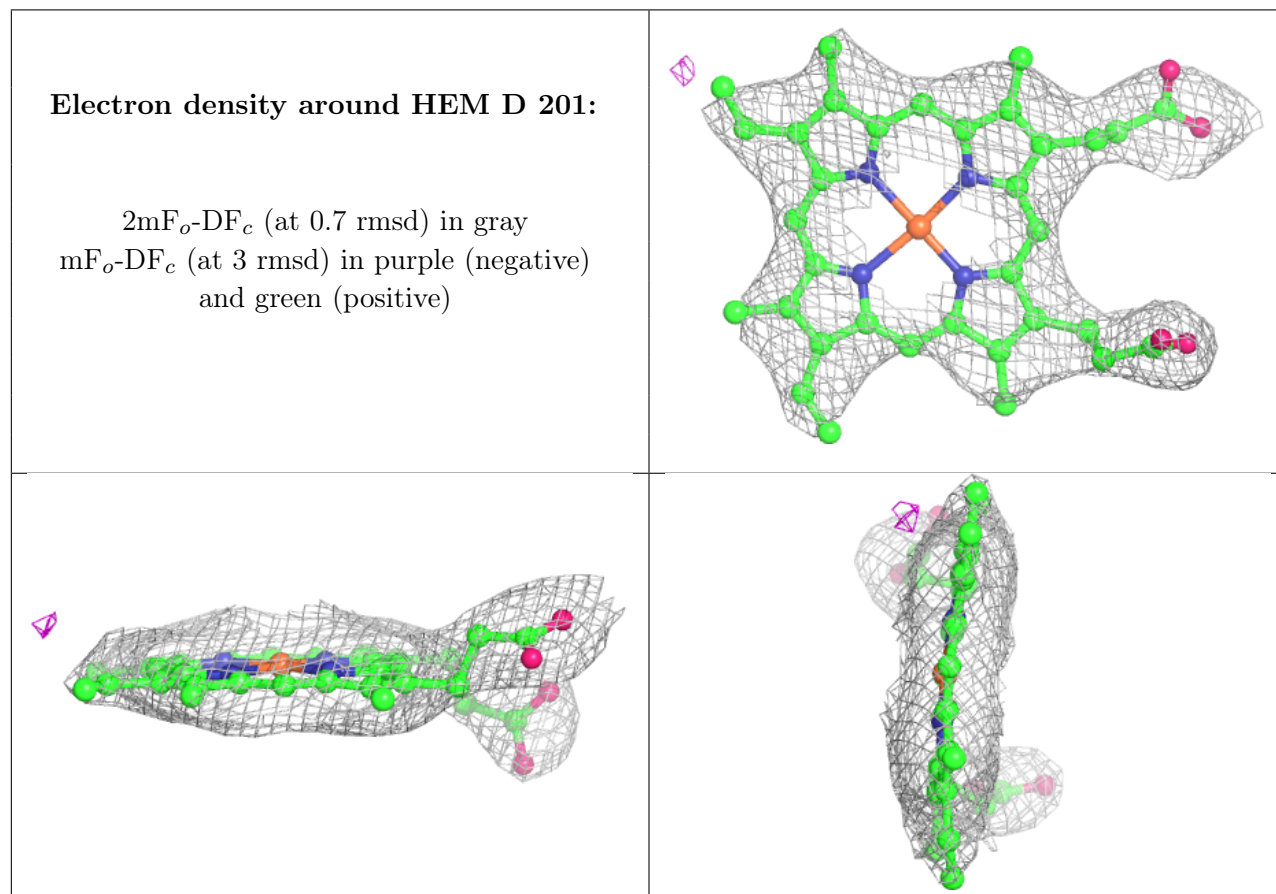 Electron density around HEM D 201:
2mFo-DFc (at 0.7 rmsd) in gray
mFo-DFc (at 3 rmsd) in purple (negative)
and green (positive)